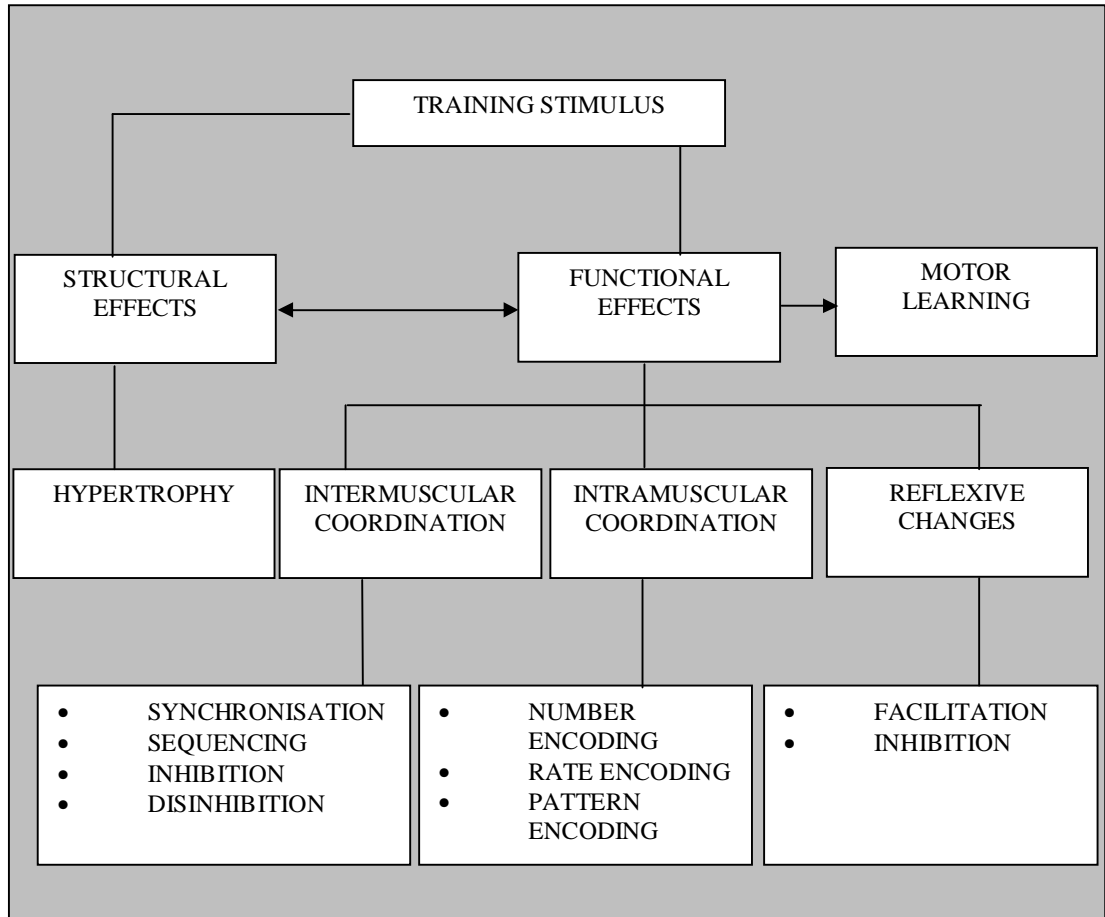 TRAINING STIMULUS
STRUCTURAL
EFFECTS
FUNCTIONAL
EFFECTS
MOTOR
LEARNING
HYPERTROPHY
INTERMUSCULAR
COORDINATION
INTRAMUSCULAR
COORDINATION
REFLEXIVE
CHANGES
• SYNCHRONISATION
• SEQUENCING
• INHIBITION
• DISINHIBITION
• NUMBER
ENCODING
• RATE ENCODING
• PATTERN
ENCODING
• FACILITATION
• INHIBITION